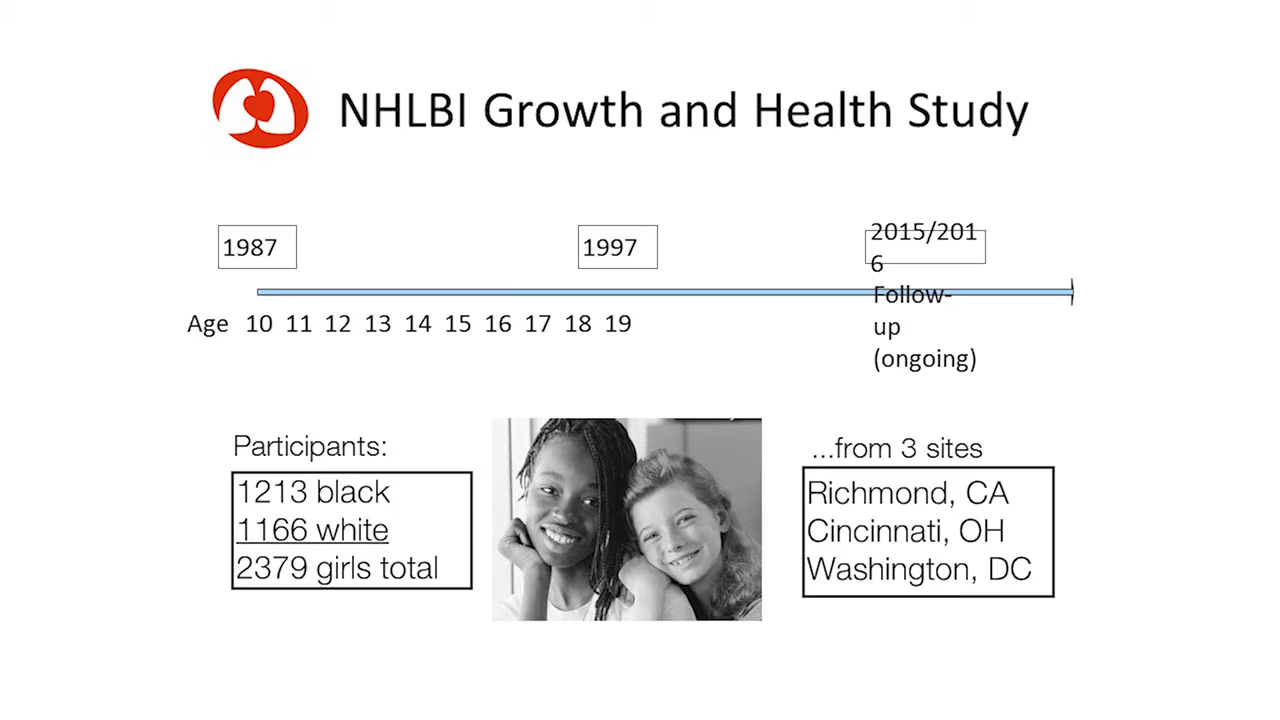 NHLBI Growth and Health Study
1987
1997
2015/201
6
Follow-
up
(ongoing)
Age 10 11 12 13 14 15 16 17 18 19
Participants:
1213 black
1166 white
2379 girls total
...from 3 sites
Richmond, CA
Cincinnati, OH
Washington, DC